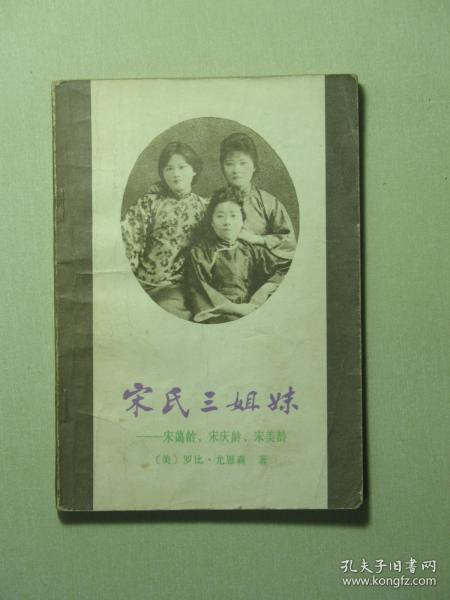 宋氏三姐妹
——宋蔼龄、宋庆龄、宋美龄
〔美〕罗比·尤恩森 著
孔夫子旧书网
www.kongfz.com